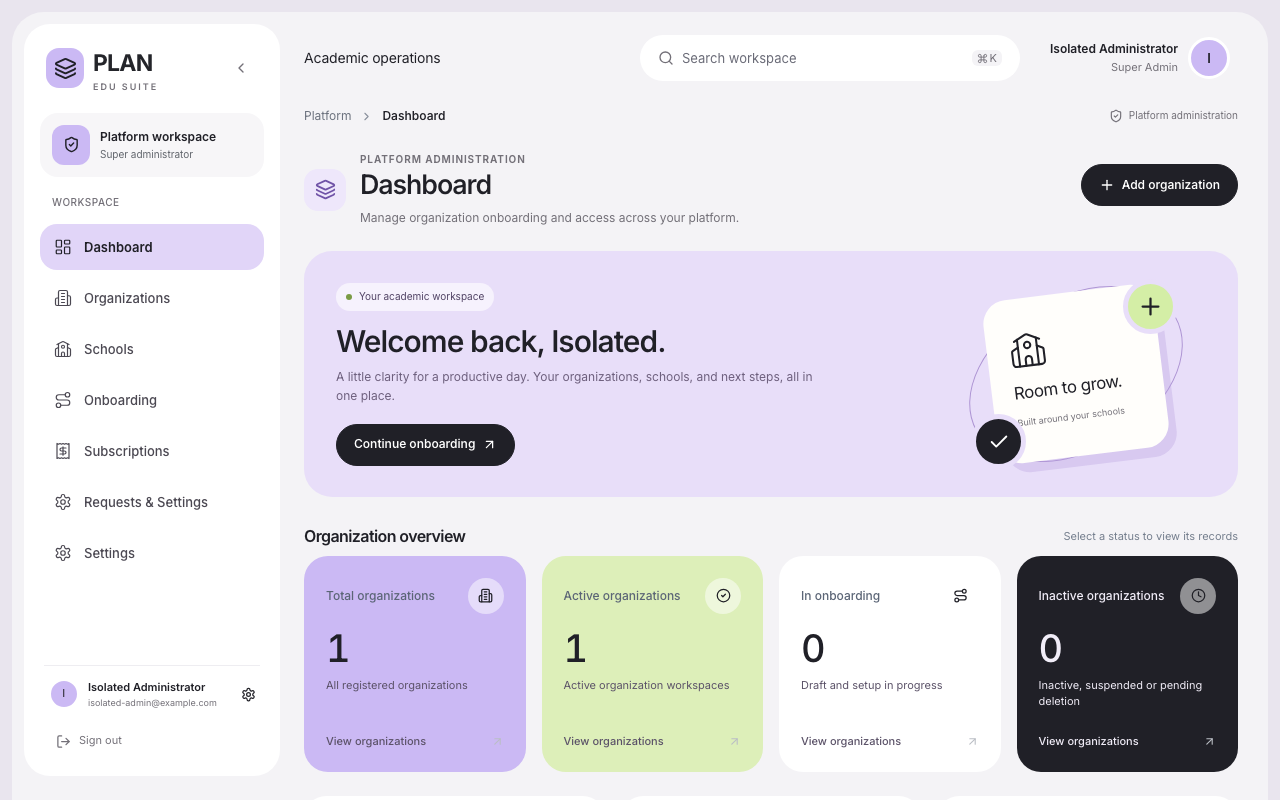 PLAN
EDU SUITE
Platform workspace
Super administrator
WORKSPACE
Dashboard
Organizations
Schools
Onboarding
Subscriptions
Requests & Settings
Settings
I
Isolated Administrator
isolated-admin@example.com
Sign out
Academic operations
Search workspace
⌘K
Isolated Administrator
Super Admin
I
Platform
Dashboard
Platform administration
PLATFORM ADMINISTRATION
Dashboard
Manage organization onboarding and access across your platform.
Add organization
Your academic workspace
Welcome back, Isolated.
A little clarity for a productive day. Your organizations, schools, and next steps, all in
one place.
Continue onboarding
Room to grow.
Built around your schools
Organization overview
Select a status to view its records
Total organizations
1
All registered organizations
View organizations
Active organizations
1
Active organization workspaces
View organizations
In onboarding
0
Draft and setup in progress
View organizations
Inactive organizations
0
Inactive, suspended or pending
deletion
View organizations